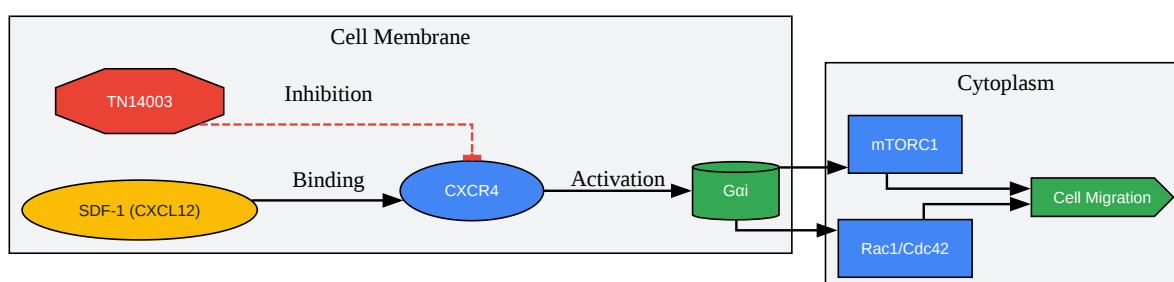 Cell Membrane
TN14003
Inhibition
SDF-1 (CXCL12)
Binding
CXCR4
Activation
Gαi
Cytoplasm
mTORC1
Rac1/Cdc42
Cell Migration